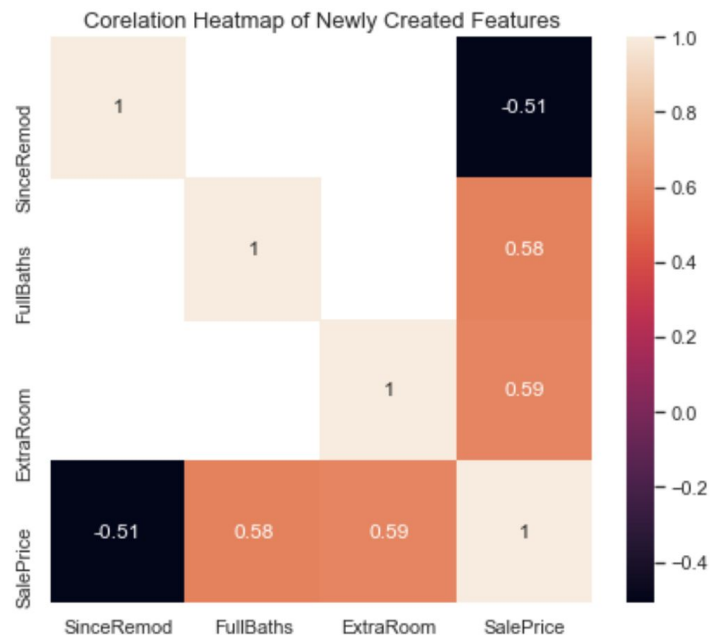 Corelation Heatmap of Newly Created Features
SinceRemod
1
-0.51
FullBaths
1
0.58
ExtraRoom
1
0.59
SalePrice
-0.51
0.58
0.59
1
SinceRemod
FullBaths
ExtraRoom
SalePrice
1.0
0.8
0.6
0.4
0.2
0.0
−0.2
−0.4